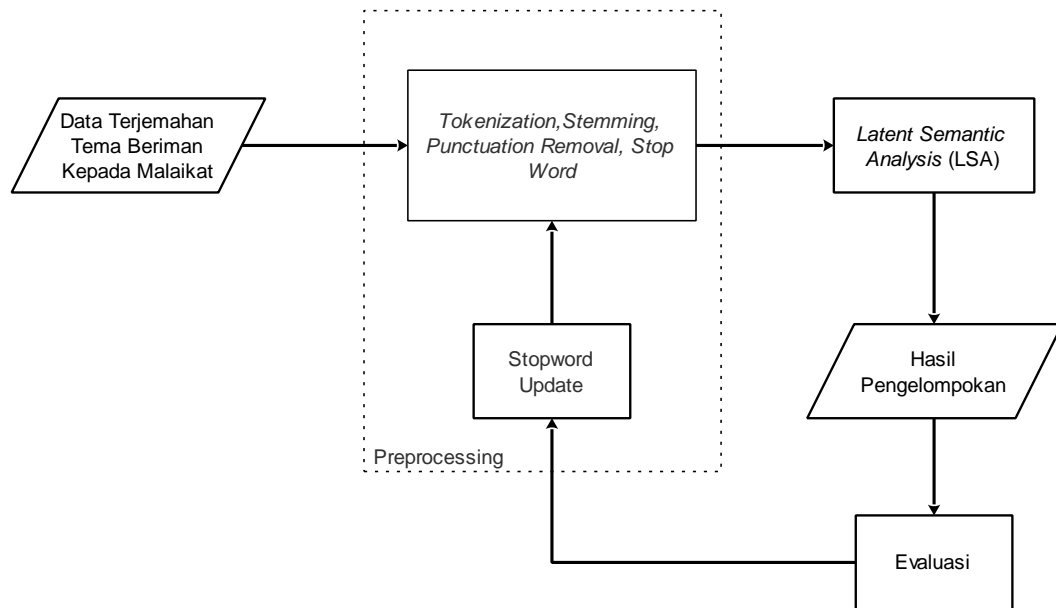 Data Terjemahan
Tema Beriman
Kepada Malaikat
Tokenization,Stemming,
Punctuation Removal, Stop
Word
Latent Semantic
Analysis (LSA)
Stopword
Update
Preprocessing
Hasil
Pengelompokan
Evaluasi